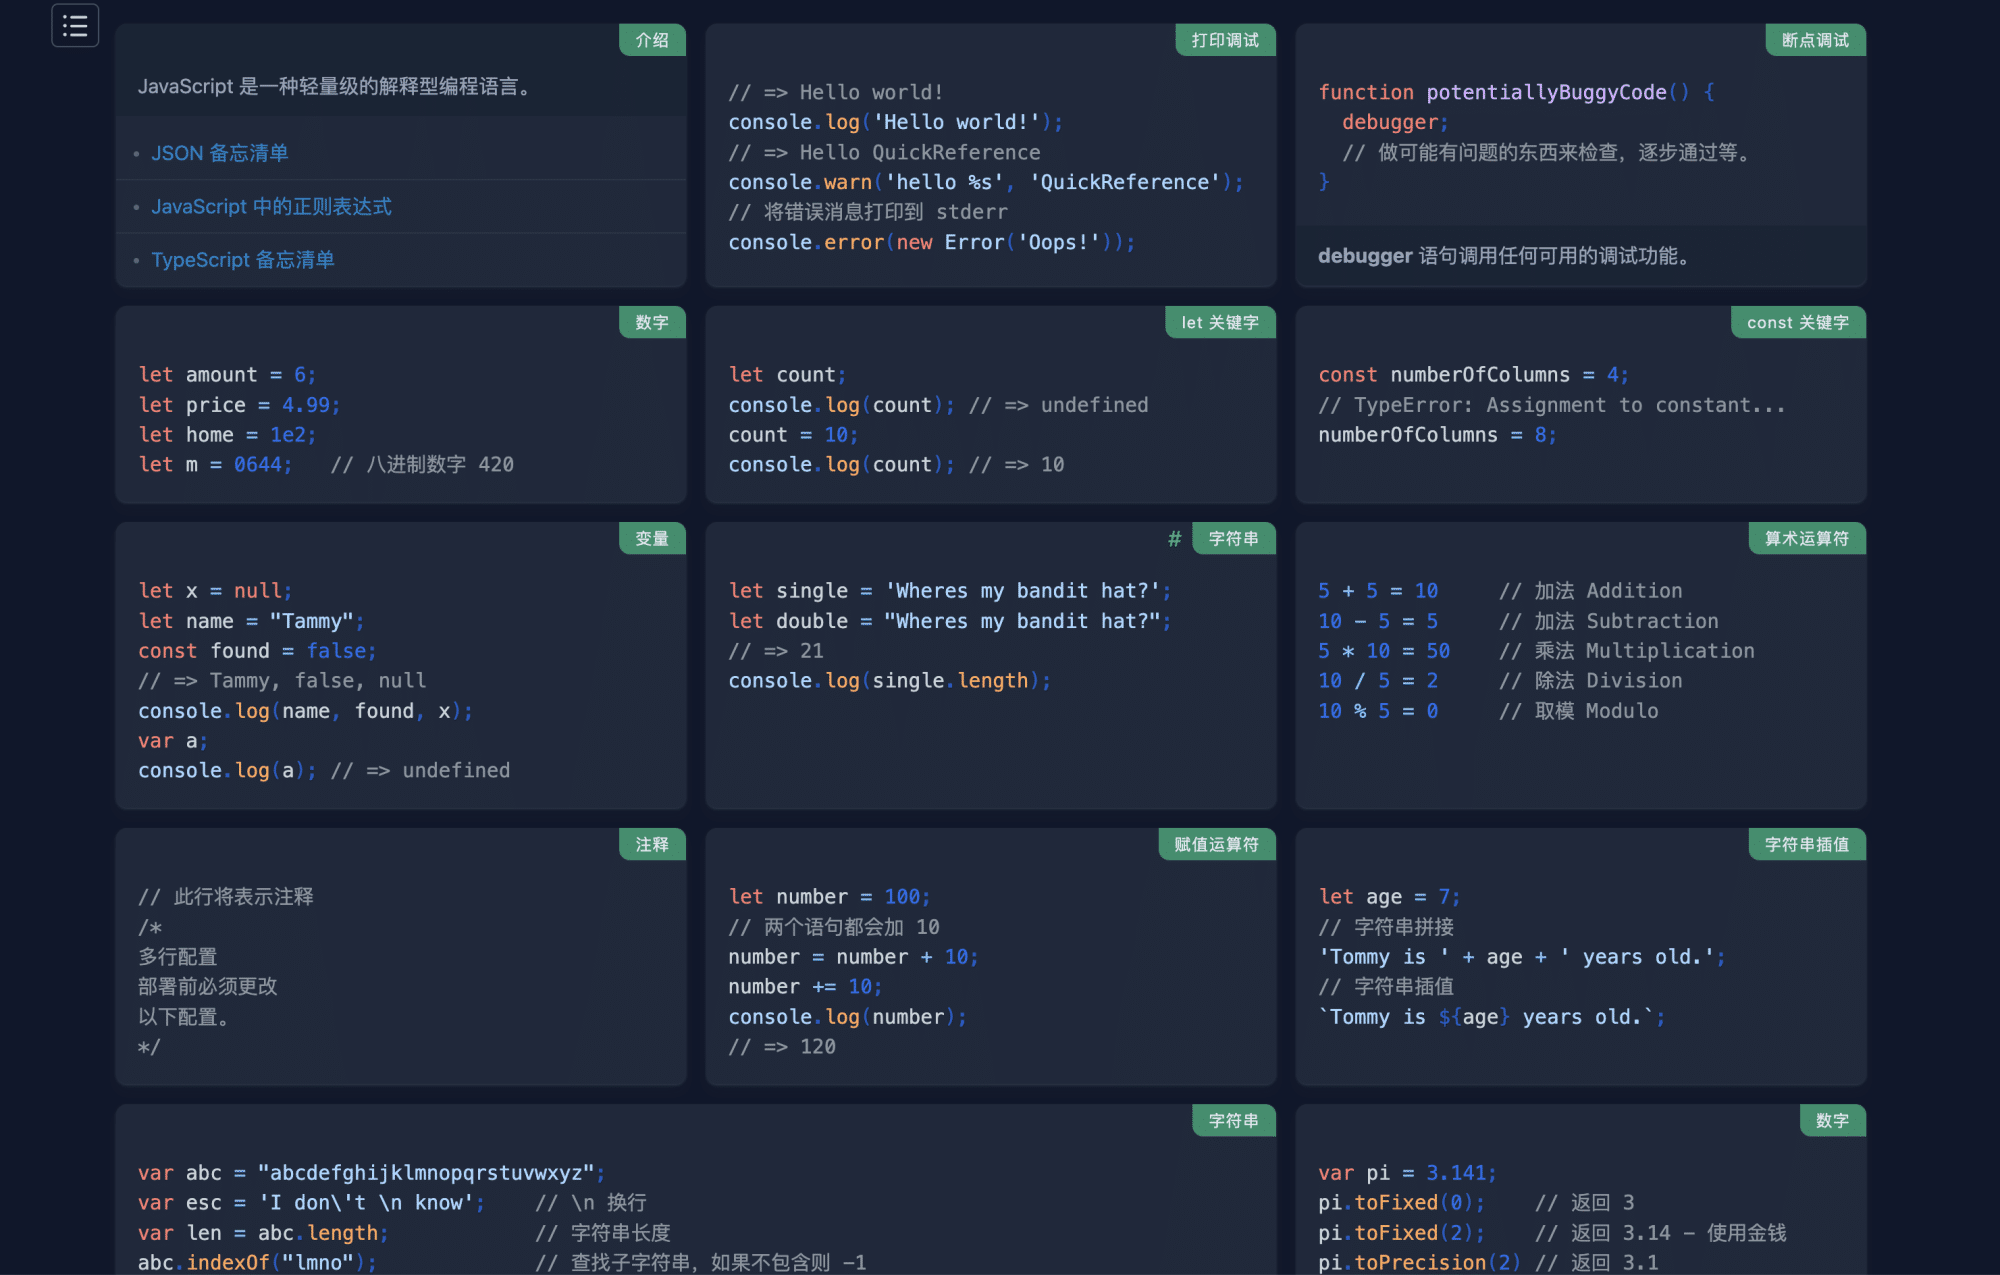 介绍
JavaScript 是一种轻量级的解释型编程语言。
JSON 备忘清单
JavaScript 中的正则表达式
TypeScript 备忘清单
打印调试
// => Hello world!
console.log('Hello world!');
// => Hello QuickReference
console.warn('hello %s', 'QuickReference');
// 将错误消息打印到 stderr
console.error(new Error('Oops!'));
断点调试
function potentiallyBuggyCode() {
debugger;
// 做可能有问题的东西来检查，逐步通过等。
}
debugger 语句调用任何可用的调试功能。
数字
let amount = 6;
let price = 4.99;
let home = 1e2;
let m = 0644;   // 八进制数字 420
let 关键字
let count;
console.log(count); // => undefined
count = 10;
console.log(count); // => 10
const 关键字
const numberOfColumns = 4;
// TypeError: Assignment to constant...
numberOfColumns = 8;
变量
let x = null;
let name = "Tammy";
const found = false;
// => Tammy, false, null
console.log(name, found, x);
var a;
console.log(a); // => undefined
# 字符串
let single = 'Wheres my bandit hat?';
let double = "Wheres my bandit hat?";
// => 21
console.log(single.length);
算术运算符
5 + 5 = 10     // 加法 Addition
10 - 5 = 5     // 加法 Subtraction
5 * 10 = 50    // 乘法 Multiplication
10 / 5 = 2     // 除法 Division
10 % 5 = 0     // 取模 Modulo
注释
// 此行将表示注释
/*
多行配置
部署前必须更改
以下配置。
*/
赋值运算符
let number = 100;
// 两个语句都会加 10
number = number + 10;
number += 10;
console.log(number);
// => 120
字符串插值
let age = 7;
// 字符串拼接
'Tommy is ' + age + ' years old.';
// 字符串插值
`Tommy is ${age} years old.`;
字符串
var abc = "abcdefghijklmnopqrstuvwxyz";
var esc = 'I don\'t \n know';    // \n 换行
var len = abc.length;            // 字符串长度
abc.indexOf("lmno");             // 查找子字符串，如果不包含则 -1
数字
var pi = 3.141;
pi.toFixed(0);    // 返回 3
pi.toFixed(2);    // 返回 3.14 - 使用金钱
pi.toPrecision(2) // 返回 3.1